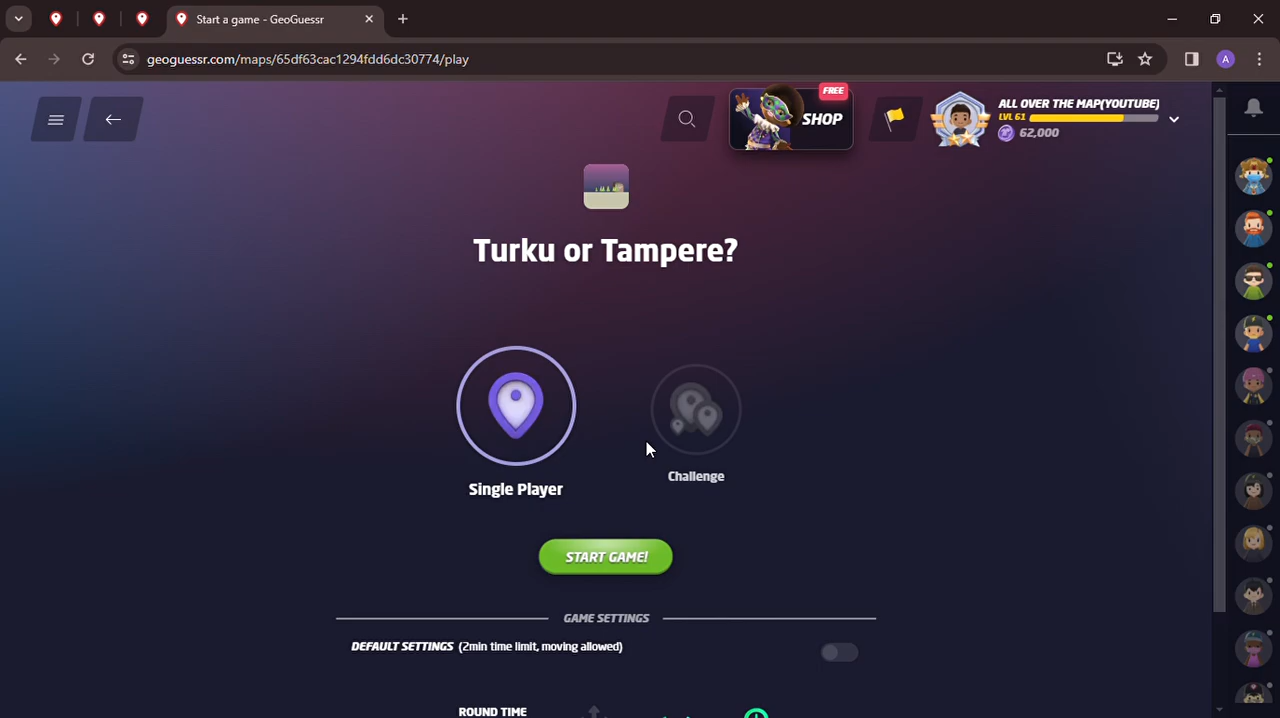 Start a game - GeoGuessr
geoguessr.com/maps/65df63cac1294fdd6dc30774/play
A
FREE
SHOP
ALL OVER THE MAP(YOUTUBE)
LVL 61
62,000
Turku or Tampere?
Single Player
Challenge
START GAME!
GAME SETTINGS
DEFAULT SETTINGS (2min time limit, moving allowed)
ROUND TIME